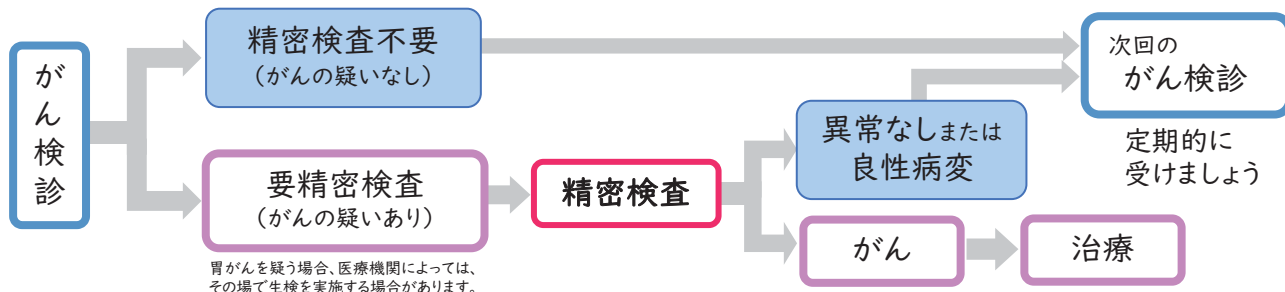 がん検診
精密検査不要
(がんの疑いなし)
要精密検査
(がんの疑いあり)
胃がんを疑う場合、医療機関によっては、
その場で生検を実施する場合があります。
精密検査
異常なしまたは
良性病変
がん
治療
次回の
がん検診
定期的に
受けましょう